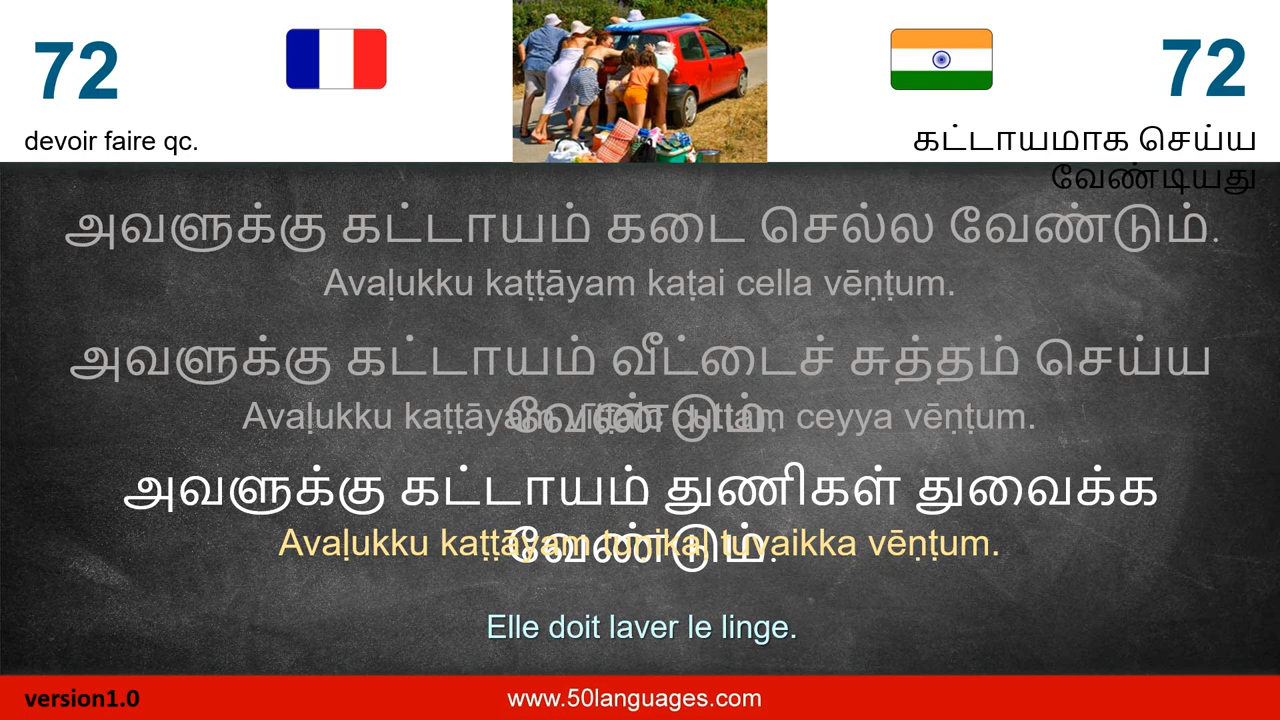 72
72
devoir faire qc.
கட்டாயமாக செய்ய
வேண்டியது
அவளுக்கு கட்டாயம் கடை செல்ல வேண்டும்.
Avaḷukku kaṭṭāyam kaṭai cella vēṇṭum.
அவளுக்கு கட்டாயம் வீட்டைச் சுத்தம் செய்ய
வேண்டும்.
Avaḷukku kaṭṭāyam vīṭṭaic cuttam ceyya vēṇṭum.
அவளுக்கு கட்டாயம் துணிகள் துவைக்க
வேண்டும்.
Avaḷukku kaṭṭāyam tuṇikaḷ tuvaikka vēṇṭum.
Elle doit laver le linge.
version1.0
www.50languages.com